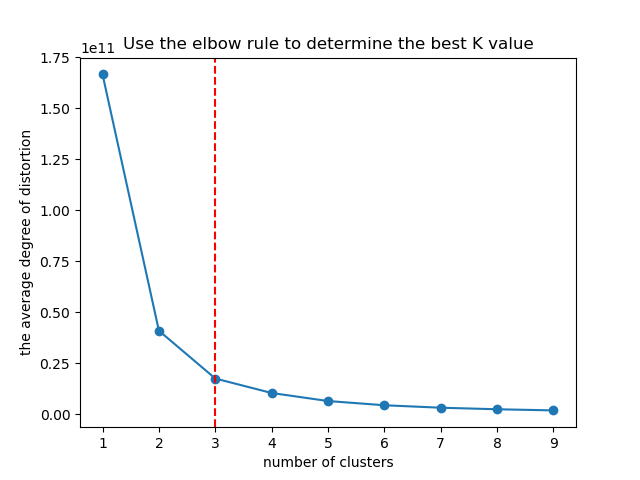 Use the elbow rule to determine the best K value
1e11
1.75
1.50
1.25
1.00
0.75
0.50
0.25
0.00
the average degree of distortion
1 2 3 4 5 6 7 8 9
number of clusters